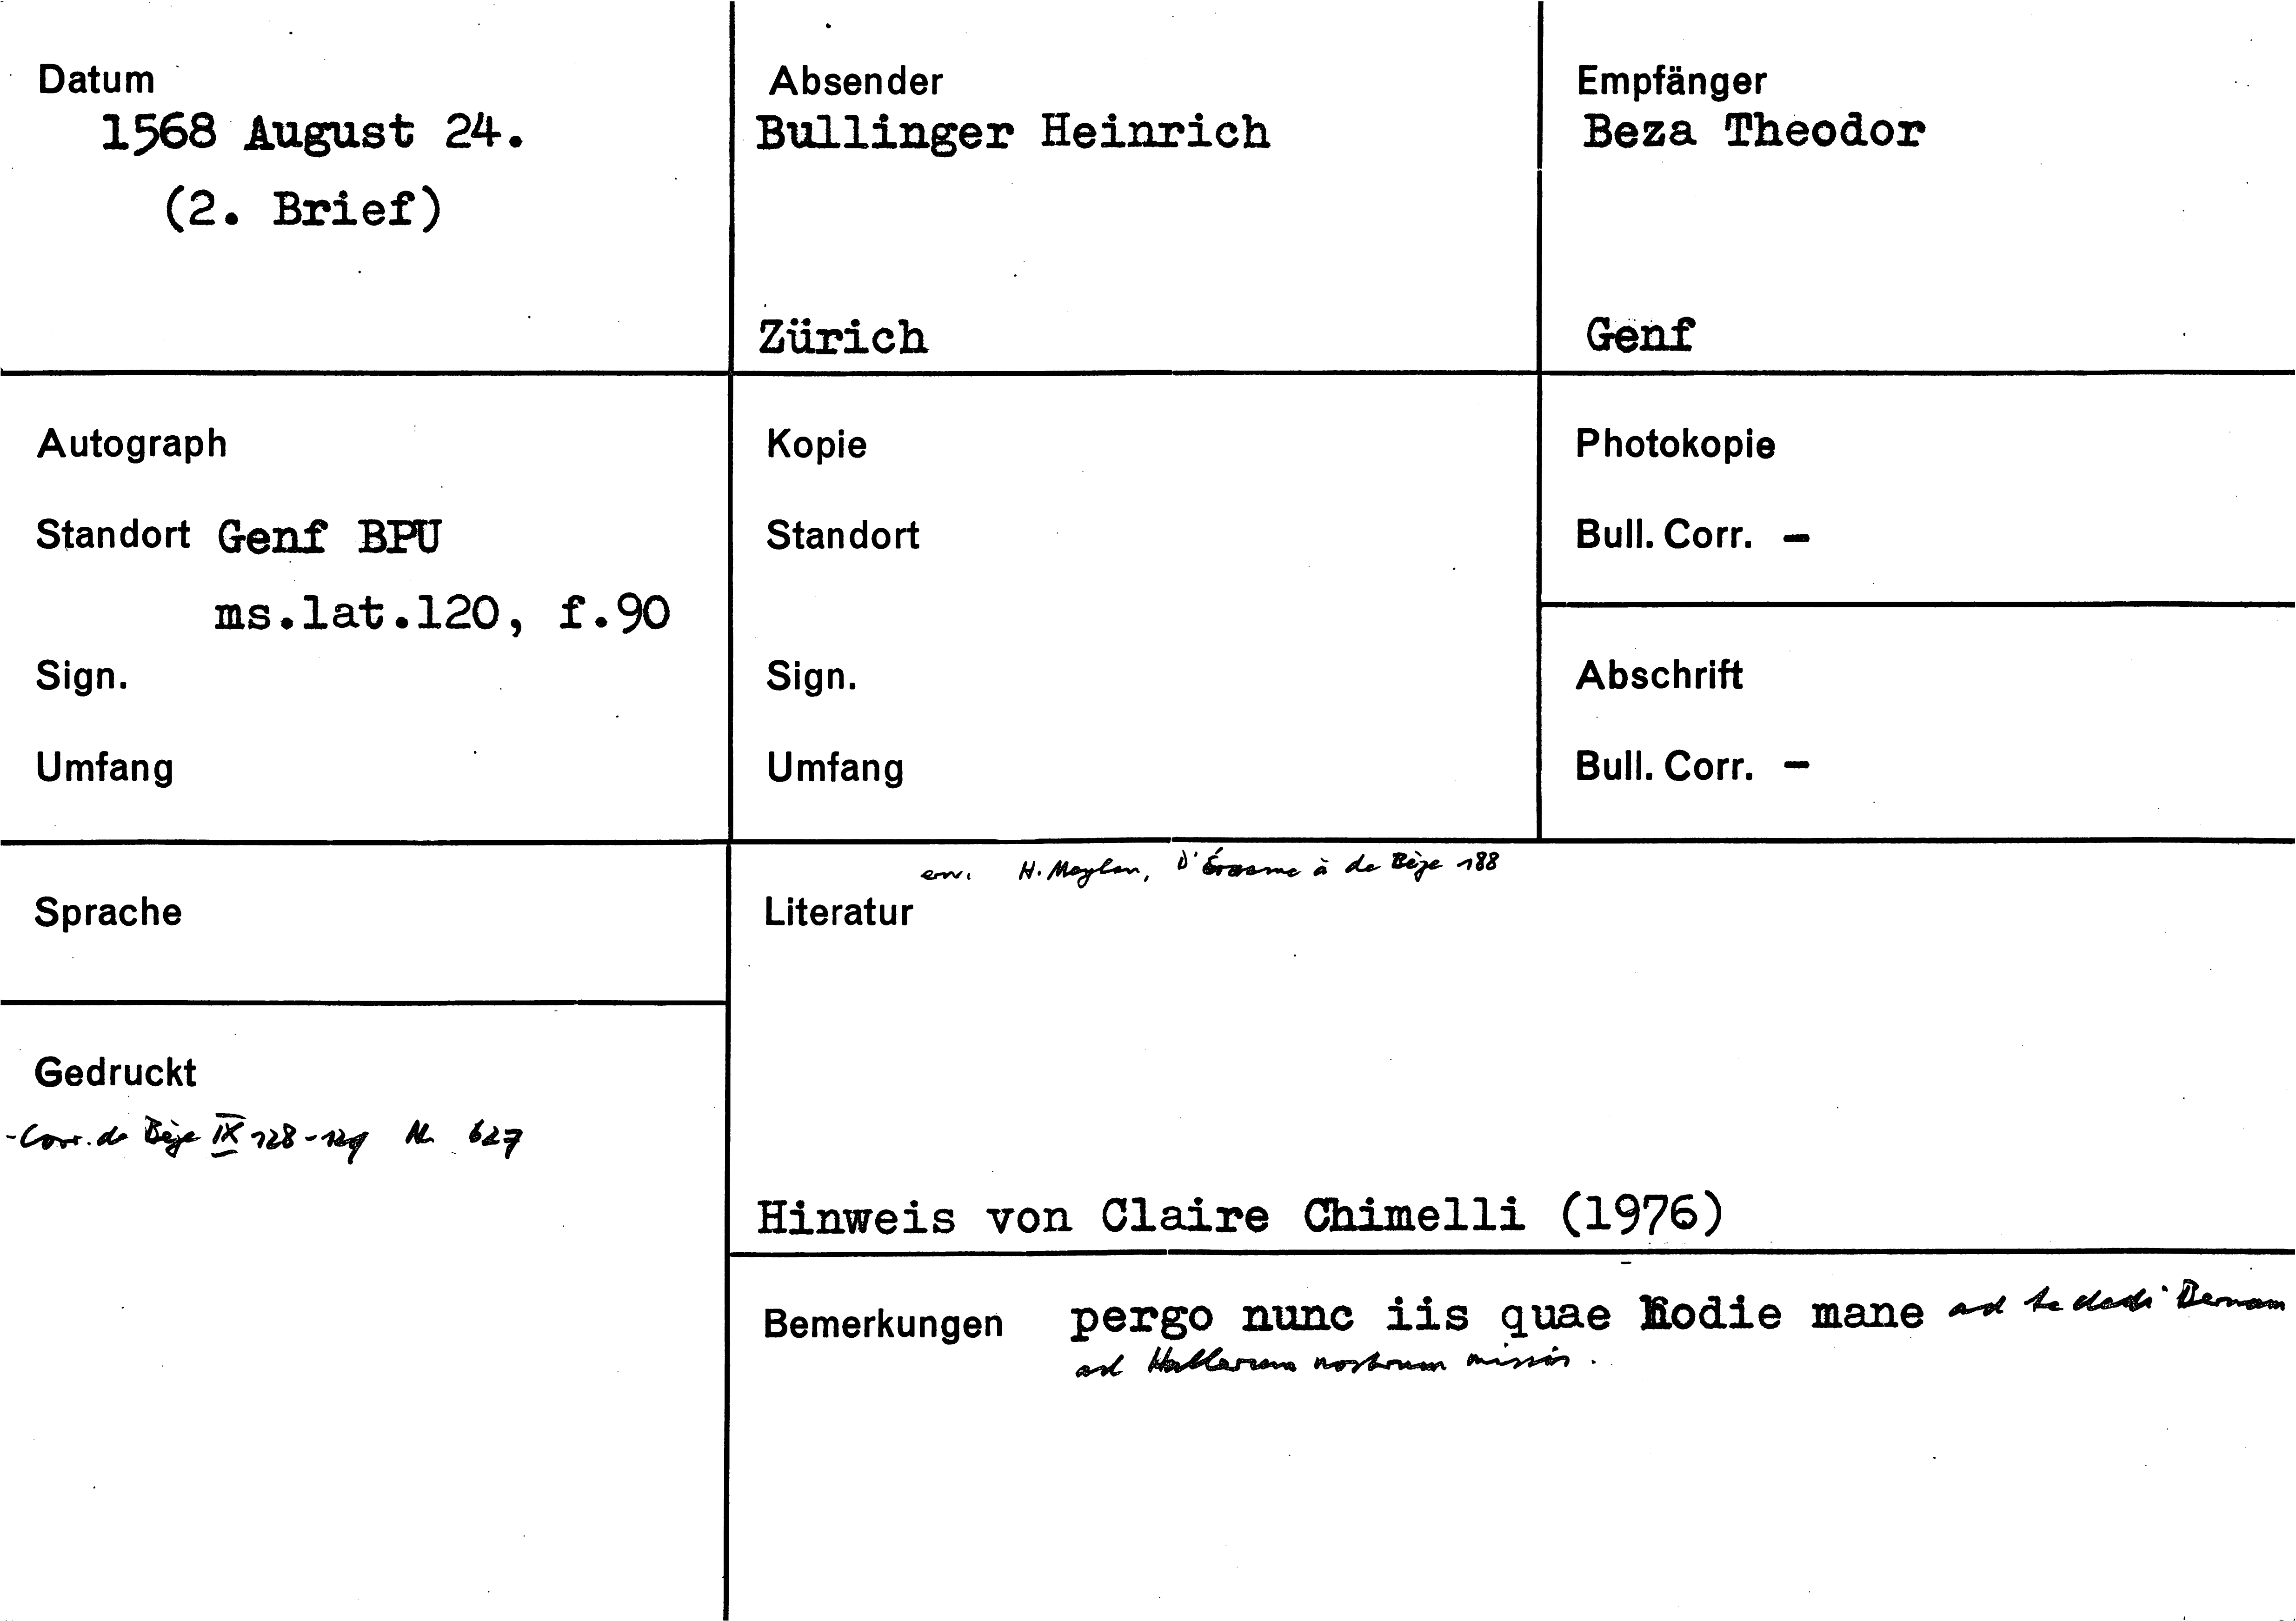 Datum
1568 August 24.
(2. Brief)
Absender
Bullinger Heinrich
Zürich
Empfänger
Beza Theodor
Genf
Autograph
Standort Genf BPU
ms.lat.120, f.90
Sign.
Umfang
Kopie
Standort
Sign.
Umfang
Photokopie
Bull. Corr. -
Abschrift
Bull. Corr. -
Sprache
Gedruckt
- Corr. de Bèze IX 128-129 Nr. 627
erw. H. Meylan, D'Érasme à de Bèze 188
Literatur
Hinweis von Claire Chimelli (1976)
Bemerkungen pergo nunc iis quae hodie mane ad te dedi Bernam
ad Hallerum nostrum missis.